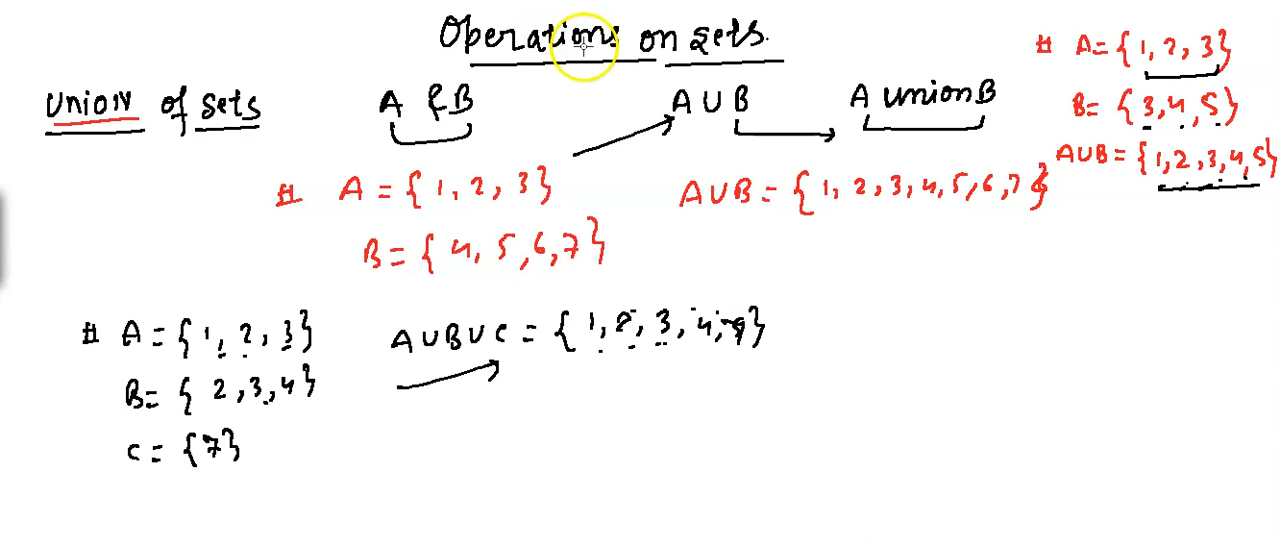 Operations on sets.
Union of sets
A & B
A ∪ B
A union B
# A = { 1, 2, 3 }
B = { 4, 5, 6, 7 }
A∪B = { 1, 2, 3, 4, 5, 6, 7 }
# A = { 1, 2, 3 }
B = { 3, 4, 5 }
A∪B = { 1, 2, 3, 4, 5 }
# A = { 1, 2, 3 }
B = { 2, 3, 4 }
C = { 7 }
A∪B∪C = { 1, 2, 3, 4, 7 }